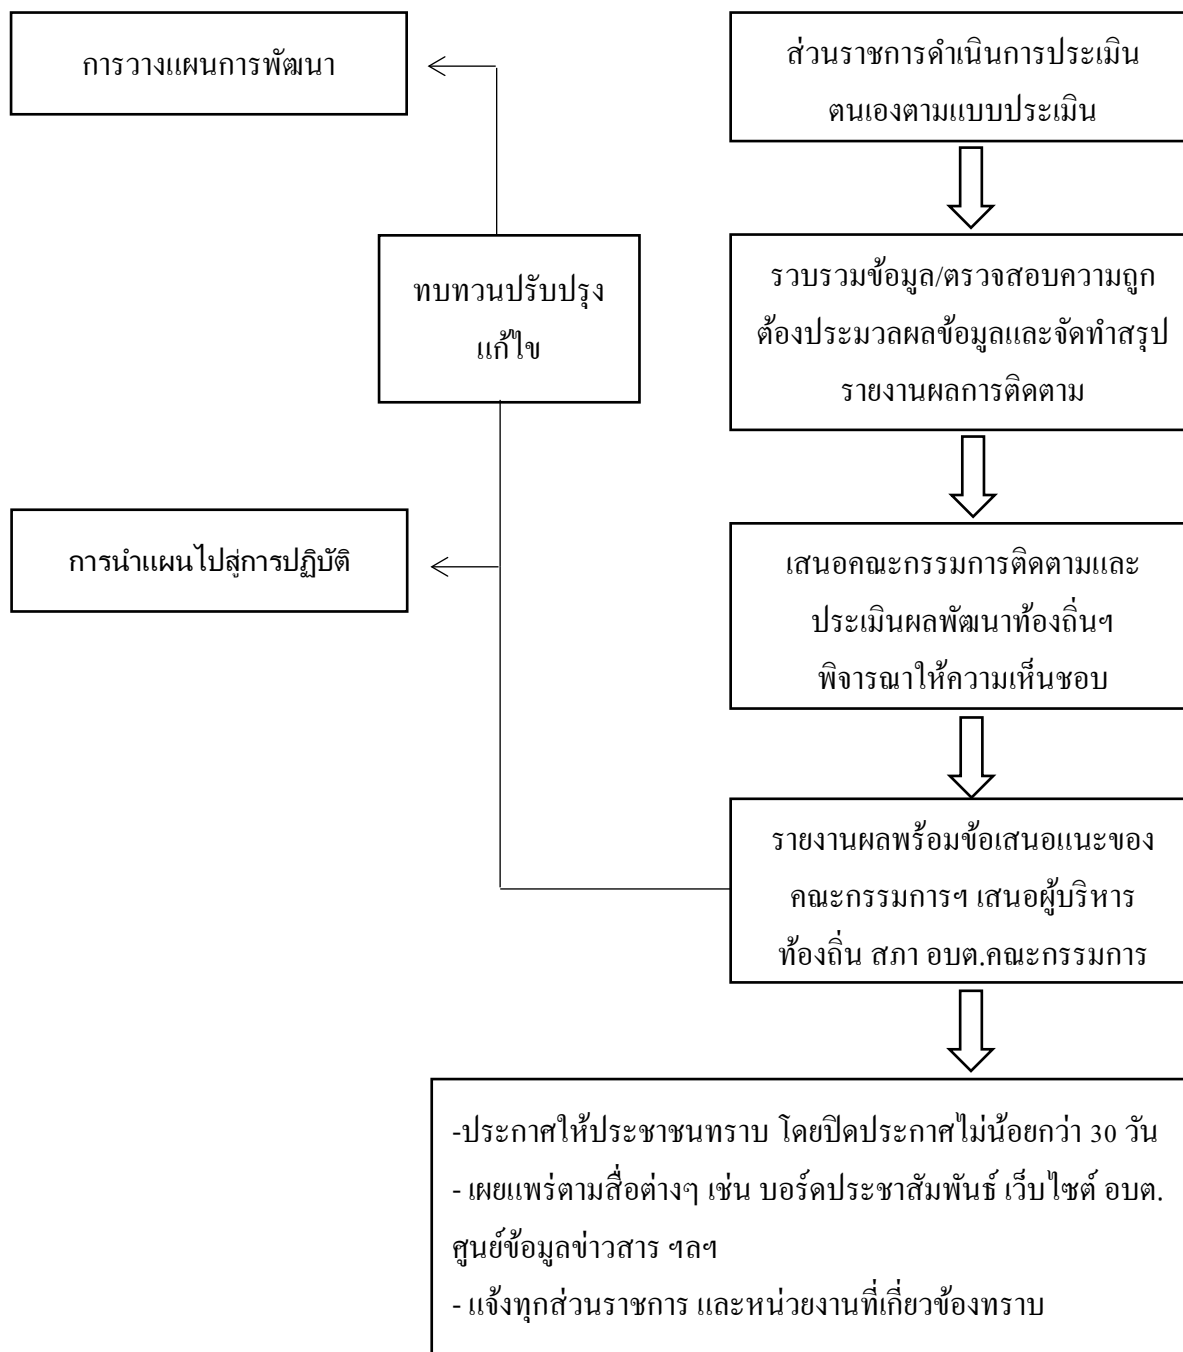 การวางแผนการพัฒนา
ส่วนราชการดำเนินการประเมิน
ตนเองตามแบบประเมิน
ทบทวนปรับปรุง
แก้ไข
รวบรวมข้อมูล/ตรวจสอบความถูก
ต้องประมวลผลข้อมูลและจัดทำสรุป
รายงานผลการติดตาม
การนำแผนไปสู่การปฏิบัติ
เสนอคณะกรรมการติดตามและ
ประเมินผลพัฒนาท้องถิ่นฯ
พิจารณาให้ความเห็นชอบ
รายงานผลพร้อมข้อเสนอแนะของ
คณะกรรมการฯ เสนอผู้บริหาร
ท้องถิ่น สภา อบต.คณะกรรมการ
-ประกาศให้ประชาชนทราบ โดยปิดประกาศไม่น้อยกว่า 30 วัน
- เผยแพร่ตามสื่อต่างๆ เช่น บอร์ดประชาสัมพันธ์ เว็บไซต์ อบต.
ศูนย์ข้อมูลข่าวสาร ฯลฯ
- แจ้งทุกส่วนราชการ และหน่วยงานที่เกี่ยวข้องทราบ